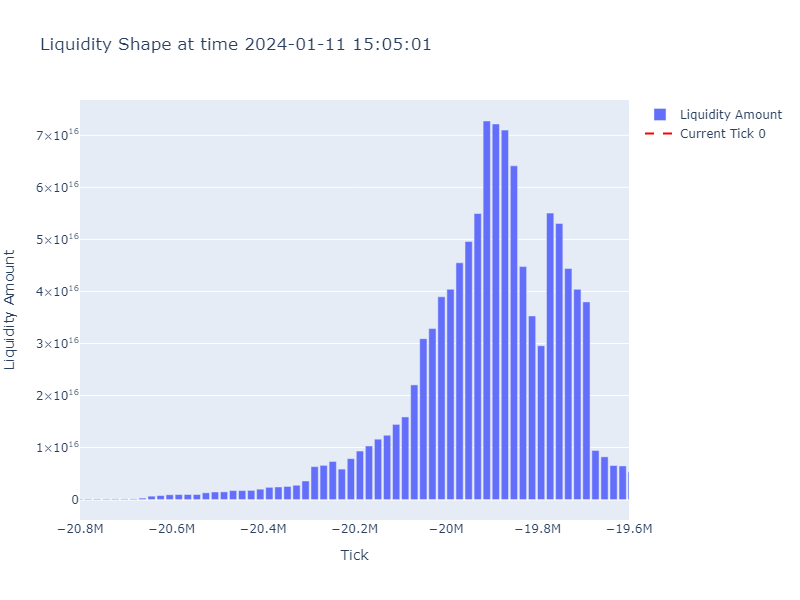 Liquidity Shape at time 2024-01-11 15:05:01
Liquidity Amount
Current Tick 0
7×10¹⁶
6×10¹⁶
5×10¹⁶
4×10¹⁶
3×10¹⁶
2×10¹⁶
1×10¹⁶
0
Liquidity Amount
−20.8M −20.6M −20.4M −20.2M −20M −19.8M −19.6M
Tick